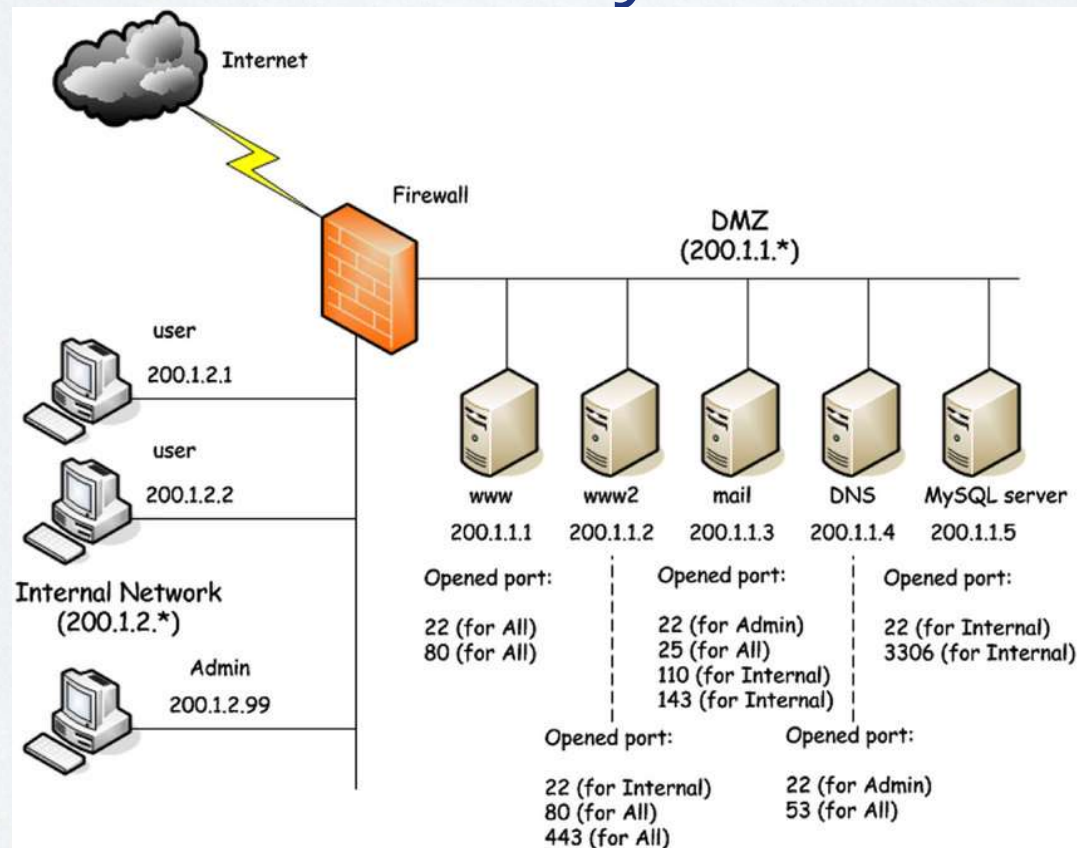 Internet
Firewall
DMZ
(200.1.1.*)
user
200.1.2.1
user
200.1.2.2
Internal Network
(200.1.2.*)
Admin
200.1.2.99
www
200.1.1.1
Opened port:
22 (for All)
80 (for All)
www2
200.1.1.2
Opened port:
22 (for Internal)
80 (for All)
443 (for All)
mail
200.1.1.3
Opened port:
22 (for Admin)
25 (for All)
110 (for Internal)
143 (for Internal)
DNS
200.1.1.4
Opened port:
22 (for Admin)
53 (for All)
MySQL server
200.1.1.5
Opened port:
22 (for Internal)
3306 (for Internal)